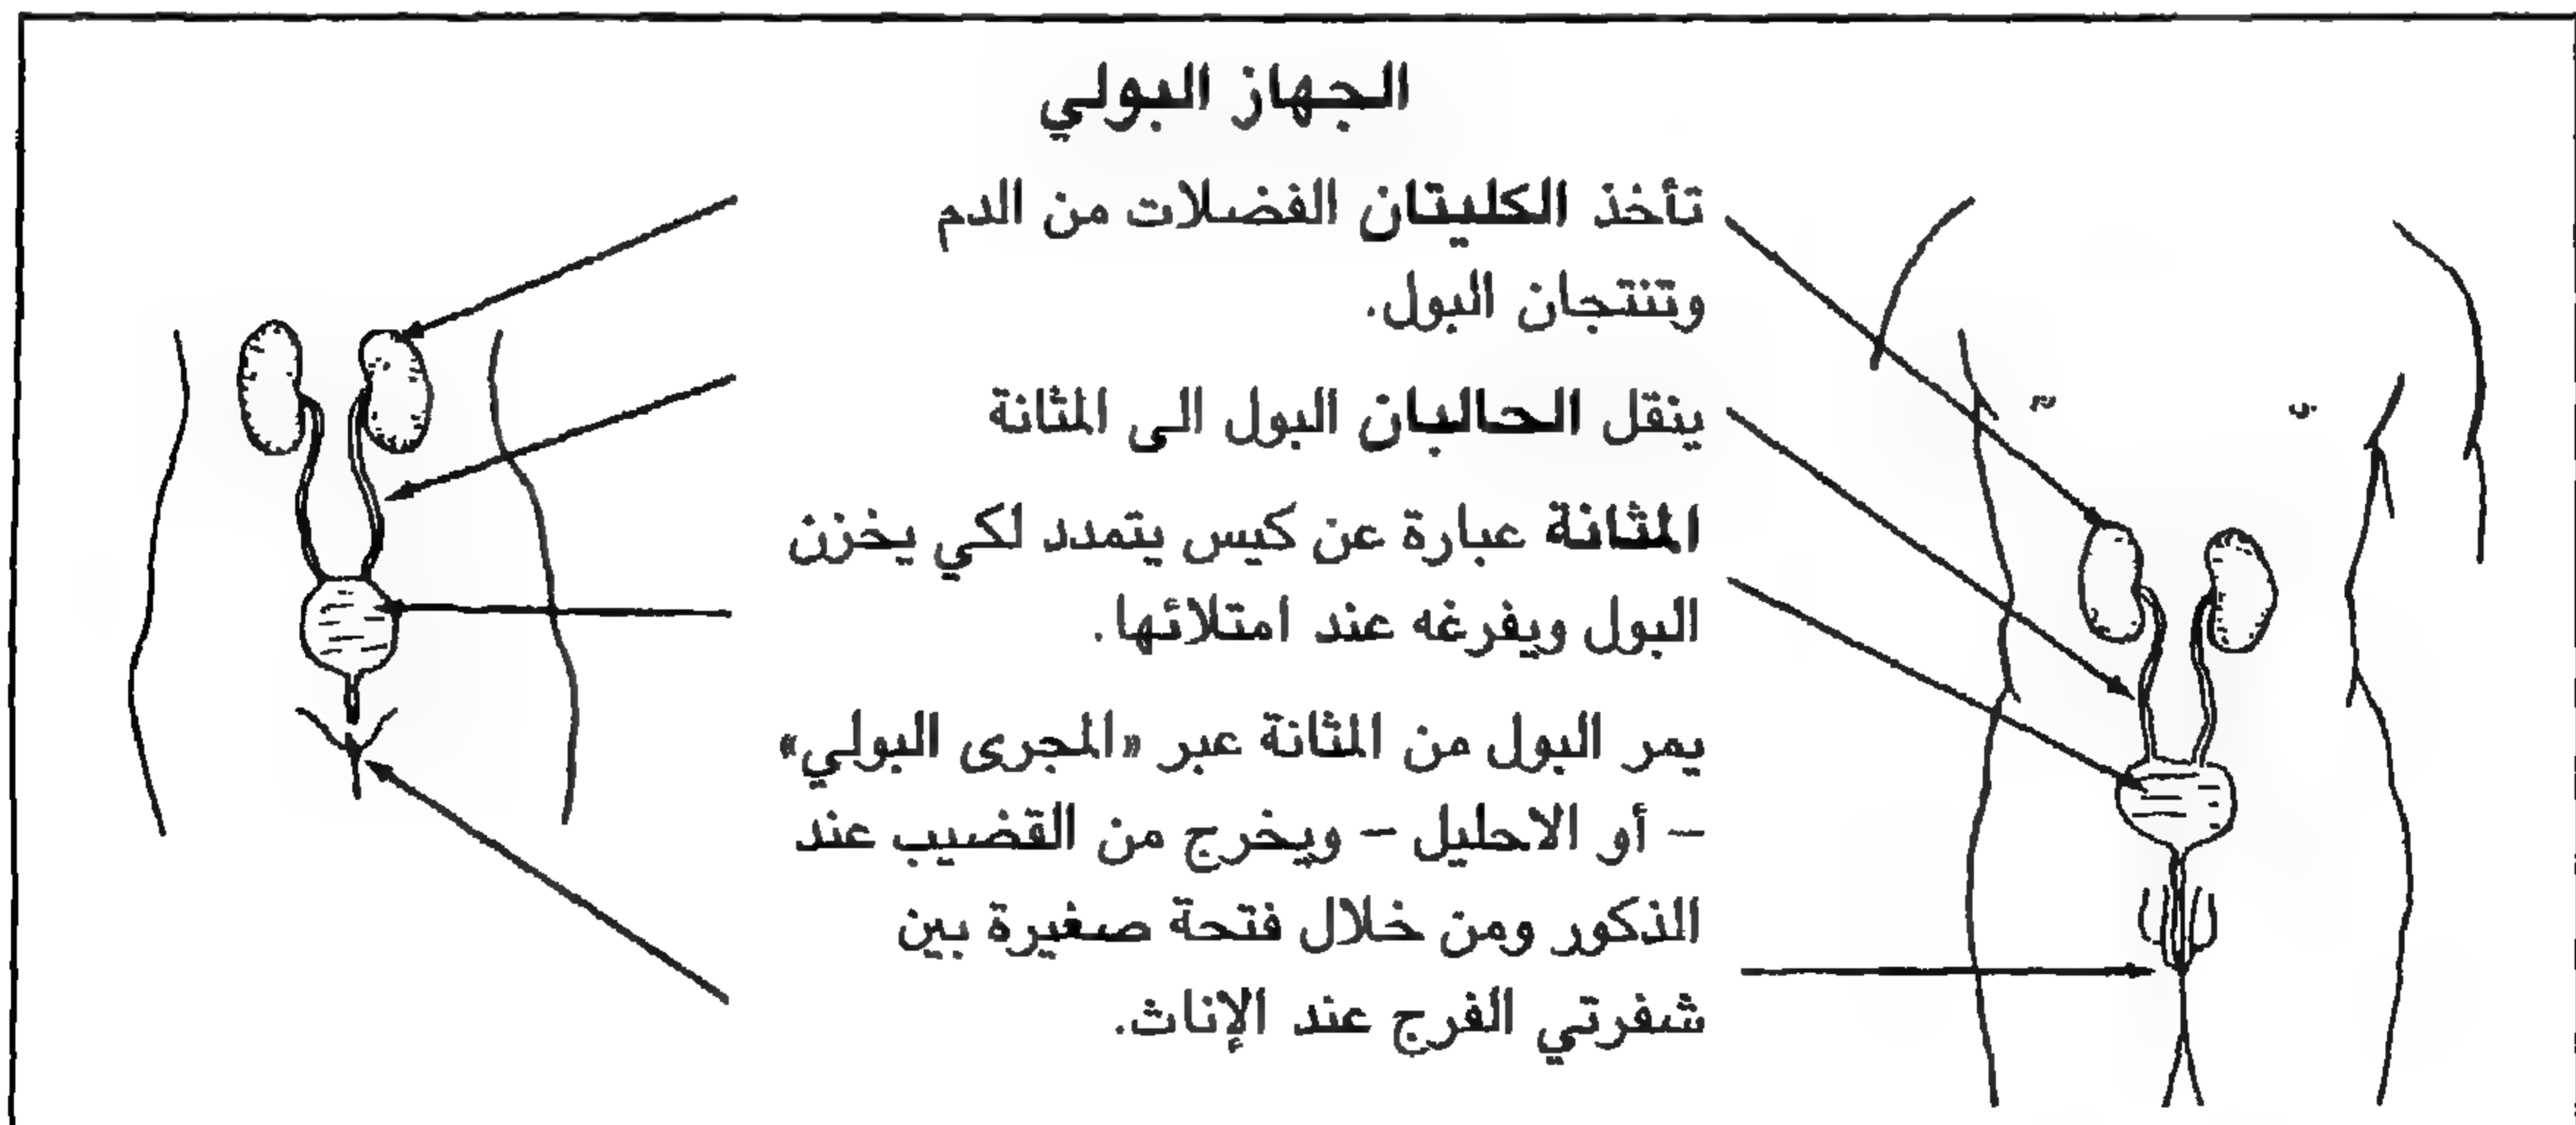 الجهاز البولي
تأخذ الكليتان الفضلات من الدم
وتنتجان البول.
ينقل الحالبان البول الى المثانة
المثانة عبارة عن كيس يتمدد لكي يخزن
البول ويفرغه عند امتلائها.
يمر البول من المثانة عبر «المجرى البولي»
– أو الاحليل – ويخرج من القضيب عند
الذكور ومن خلال فتحة صغيرة بين
شفرتي الفرج عند الإناث.